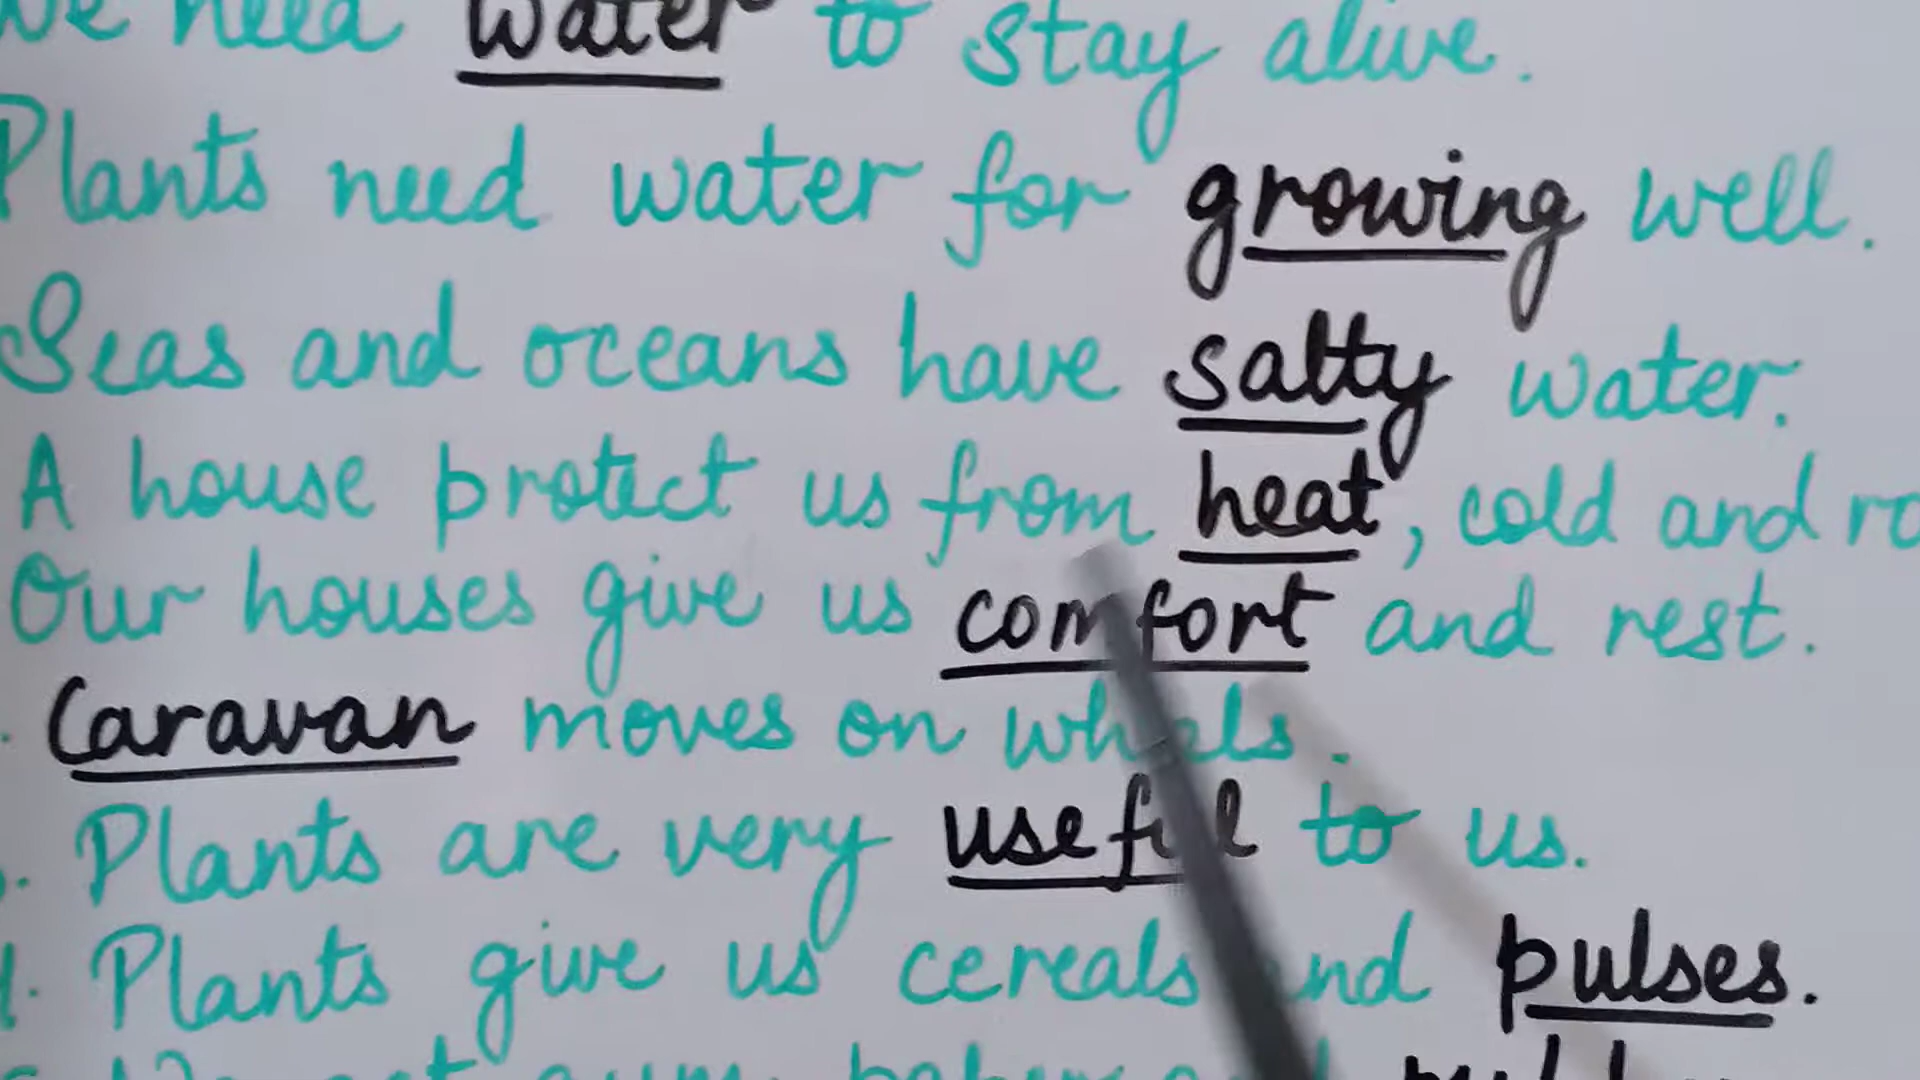 We need water to stay alive.
Plants need water for growing well.
Seas and oceans have salty water.
A house protect us from heat, cold and
Our houses give us comfort and rest.
Caravan moves on wheels.
Plants are very useful to us.
Plants give us cereals and pulses.